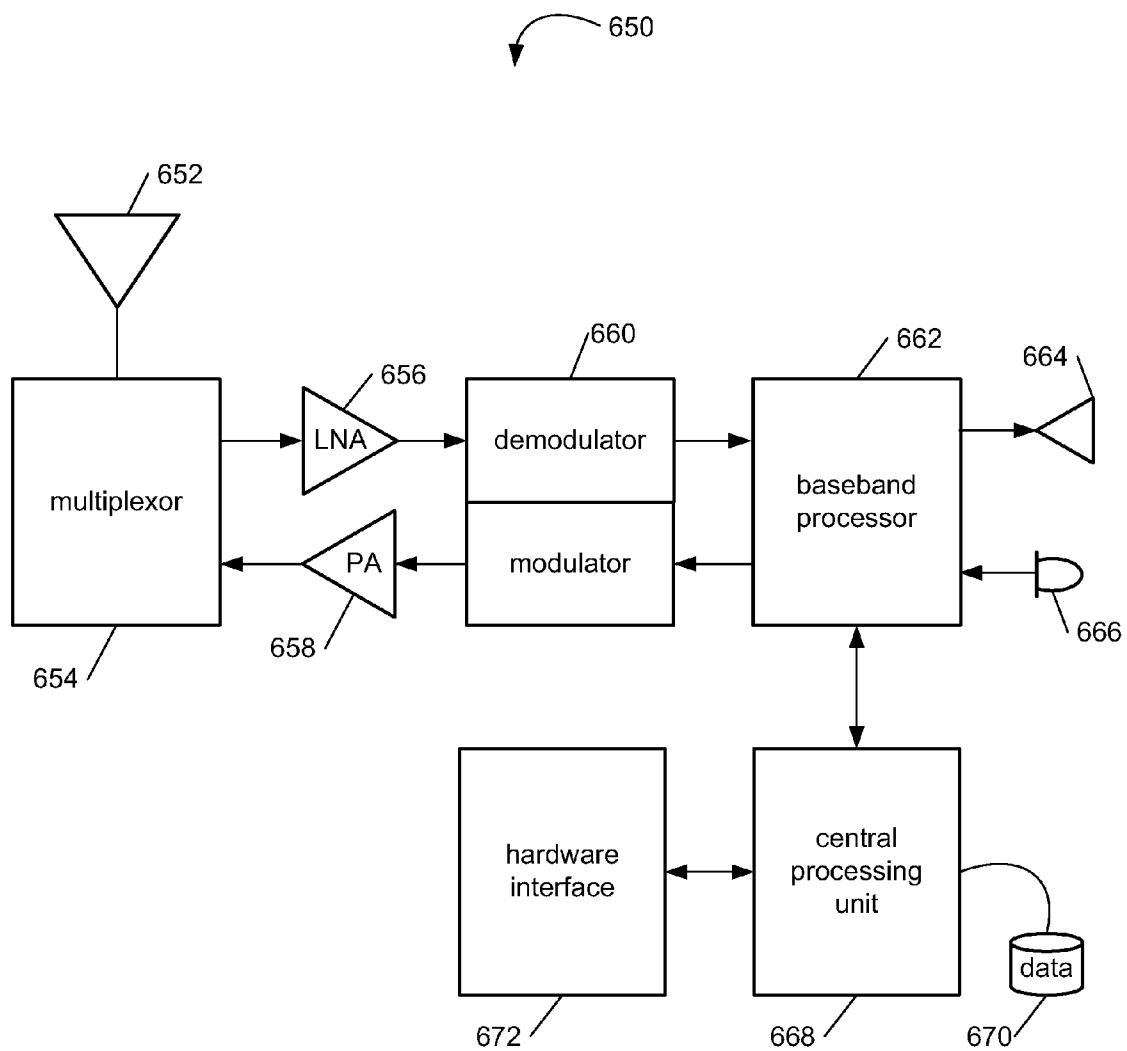 650
652
660
662
664
656
LNA
demodulator
multiplexor
baseband
processor
PA
modulator
658
666
654
hardware
interface
central
processing
unit
data
672
668
670